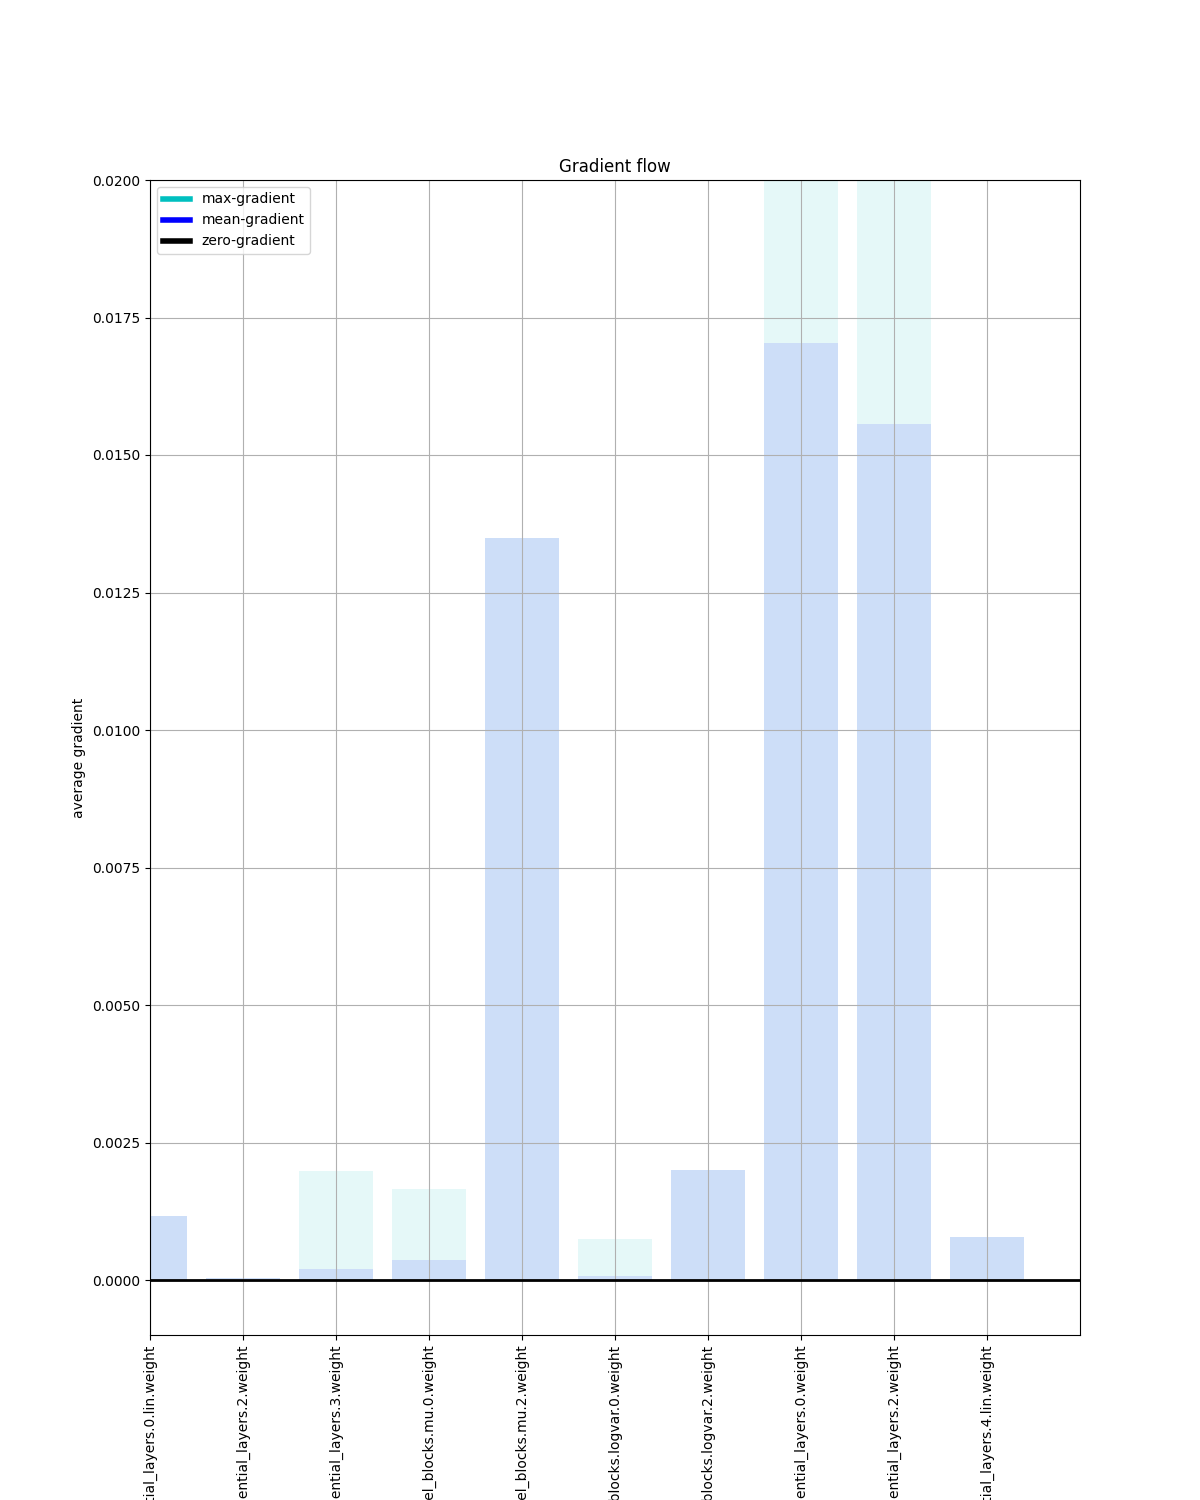 Gradient flow
max-gradient
mean-gradient
zero-gradient
0.0200
0.0175
0.0150
0.0125
0.0100
0.0075
0.0050
0.0025
0.0000
average gradient
tial_layers.0.lin.weight
ential_layers.2.weight
ential_layers.3.weight
el_blocks.mu.0.weight
el_blocks.mu.2.weight
blocks.logvar.0.weight
blocks.logvar.2.weight
ential_layers.0.weight
ential_layers.2.weight
tial_layers.4.lin.weight